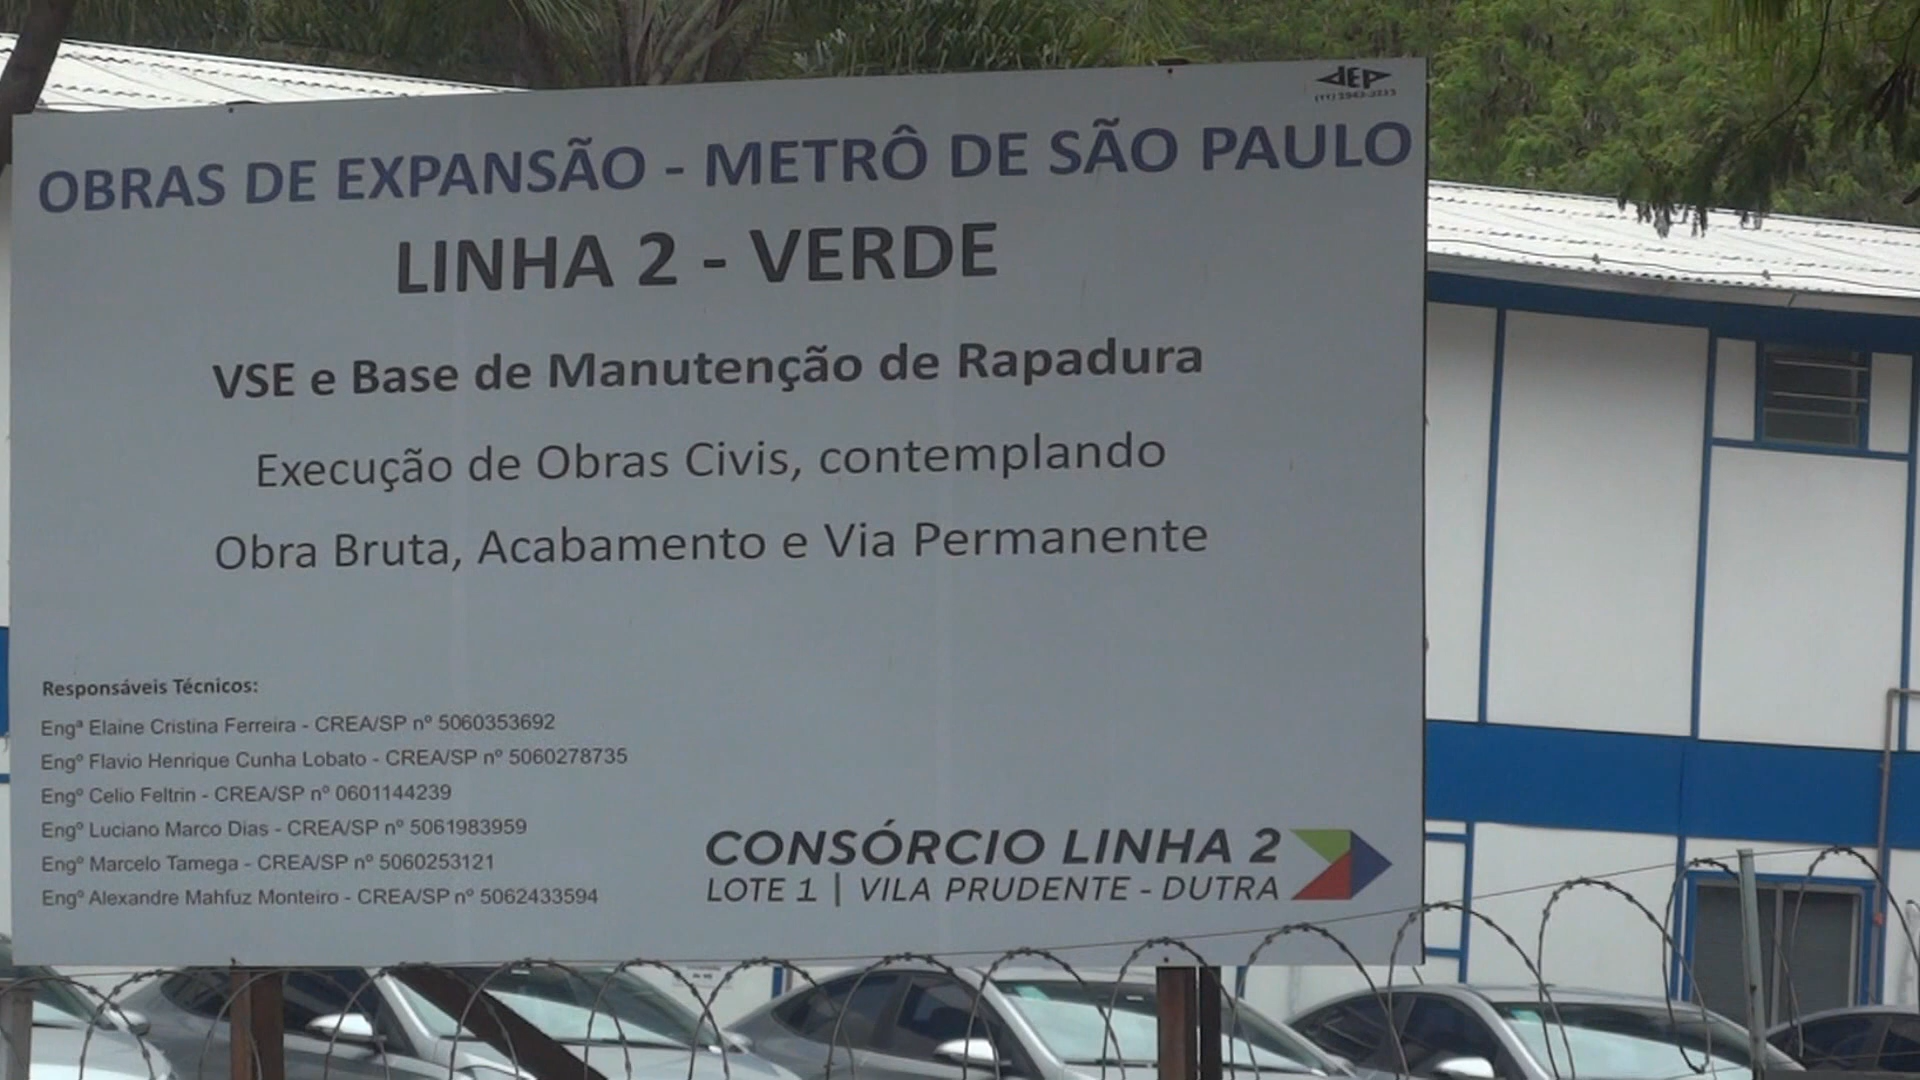 OBRAS DE EXPANSÃO - METRÔ DE SÃO PAULO
LINHA 2 - VERDE
VSE e Base de Manutenção de Rapadura
Execução de Obras Civis, contemplando
Obra Bruta, Acabamento e Via Permanente
Responsáveis Técnicos:
Engª Elaine Cristina Ferreira - CREA/SP nº 5060353692
Engº Flavio Henrique Cunha Lobato - CREA/SP nº 5060278735
Engº Celio Feltrin - CREA/SP nº 0601144239
Engº Luciano Marco Dias - CREA/SP nº 5061983959
Engº Marcelo Tamega - CREA/SP nº 5060253121
Engº Alexandre Mahfuz Monteiro - CREA/SP nº 5062433594
CONSÓRCIO LINHA 2
LOTE 1 | VILA PRUDENTE - DUTRA